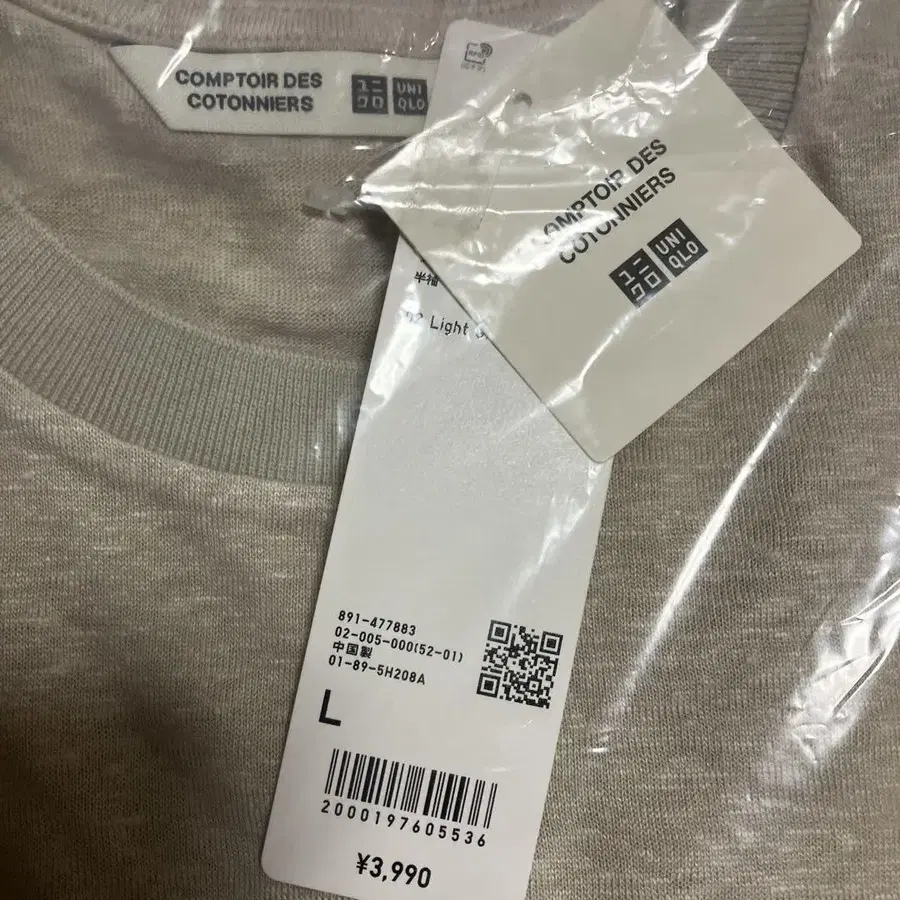 COMPTOIR DES
COTONNIERS
ユニ
クロ
UNI
QLO
COMPTOIR DES
COTONNIERS
ユニ
クロ
UNI
QLO
半袖
02 Light
891-477883
02-005-000(52-01)
中国製
01-89-5H208A
L
2000197605536
¥3,990